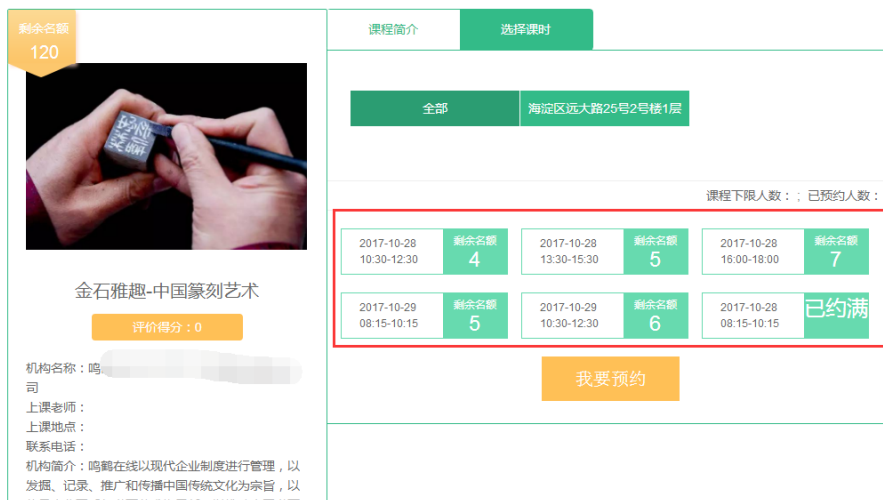 剩余名额
120
课程简介
选择课时
全部
海淀区远大路25号2号楼1层
课程下限人数：；已预约人数：
2017-10-28
10:30-12:30
剩余名额
4
2017-10-28
13:30-15:30
剩余名额
5
2017-10-28
16:00-18:00
剩余名额
7
2017-10-29
08:15-10:15
剩余名额
5
2017-10-29
10:30-12:30
剩余名额
6
2017-10-28
08:15-10:15
已约满
我要预约
金石雅趣-中国篆刻艺术
评价得分：0
机构名称：鸣
司
上课老师：
上课地点：
联系电话：
机构简介：鸣鹤在线以现代企业制度进行管理，以
发掘、记录、推广和传播中国传统文化为宗旨，以